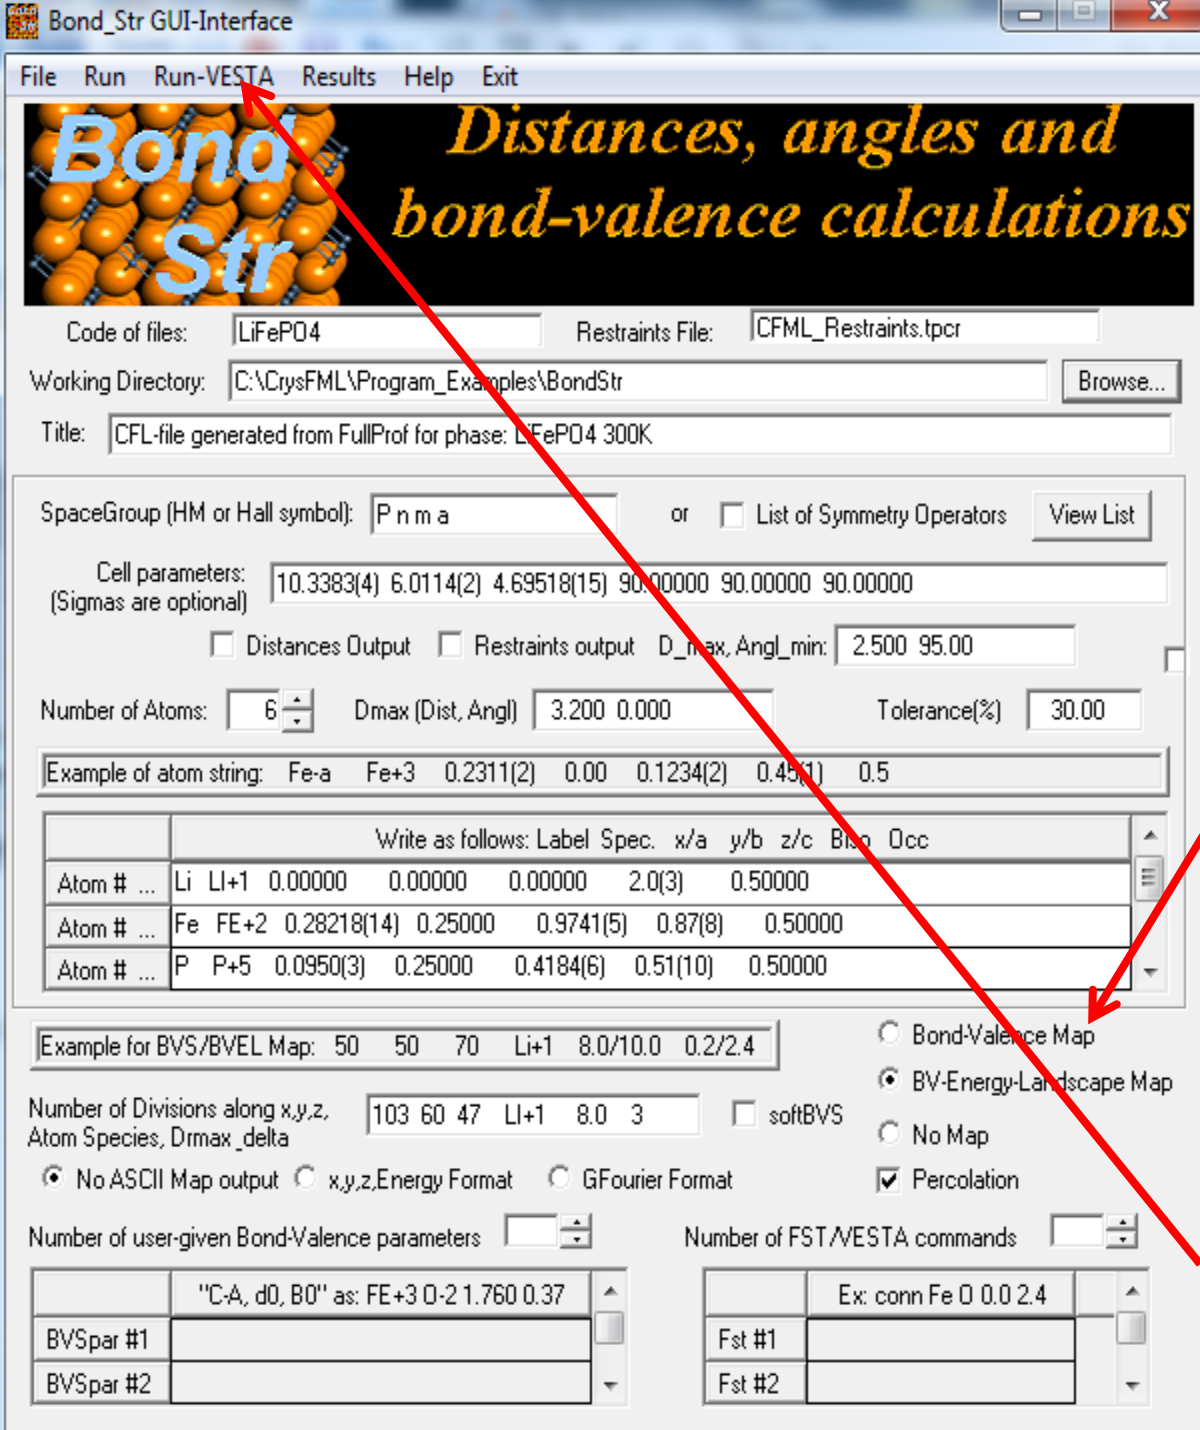 Bond_Str GUI-Interface
File Run Run-VESTA Results Help Exit
Bond
Str
Distances, angles and
bond-valence calculations
Code of files: LiFePO4 Restraints File: CFML_Restraints.tpcr
Working Directory: C:\CrysFML\Program_Examples\BondStr Browse...
Title: CFL-file generated from FullProf for phase: LiFePO4 300K
SpaceGroup (HM or Hall symbol): P n m a or List of Symmetry Operators View List
Cell parameters:
(Sigmas are optional) 10.3383(4) 6.0114(2) 4.69518(15) 90.00000 90.00000 90.00000
Distances Output Restraints output D_max, Angl_min: 2.500 95.00
Number of Atoms: 6 Dmax (Dist, Angl) 3.200 0.000 Tolerance(%) 30.00
Example of atom string: Fe-a Fe+3 0.2311(2) 0.00 0.1234(2) 0.45(1) 0.5
Write as follows: Label Spec. x/a y/b z/c Biso Occ
Atom # ... Li LI+1 0.00000 0.00000 0.00000 2.0(3) 0.50000
Atom # ... Fe FE+2 0.28218(14) 0.25000 0.9741(5) 0.87(8) 0.50000
Atom # ... P P+5 0.0950(3) 0.25000 0.4184(6) 0.51(10) 0.50000
Example for BVS/BVEL Map: 50 50 70 Li+1 8.0/10.0 0.2/2.4
Bond-Valence Map
BV-Energy-Landscape Map
Number of Divisions along x,y,z,
Atom Species, Drmax_delta 103 60 47 LI+1 8.0 3 softBVS
No Map
No ASCII Map output x,y,z,Energy Format GFourier Format Percolation
Number of user-given Bond-Valence parameters Number of FST/VESTA commands
"C-A, d0, B0" as: FE+3 O-2 1.760 0.37 Ex: conn Fe O 0.0 2.4
BVSpar #1 Fst #1
BVSpar #2 Fst #2